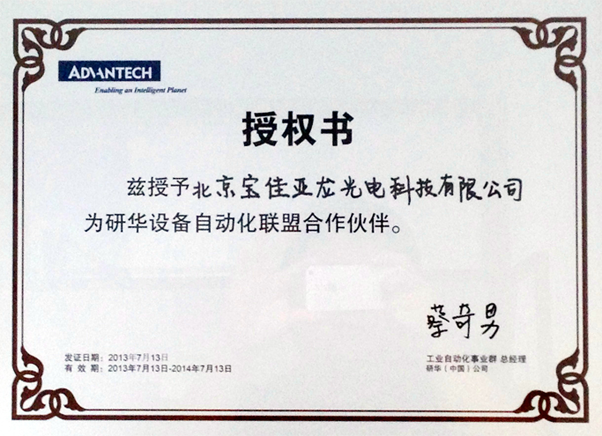 ADVANTECH
Enabling an Intelligent Planet
授权书
兹授予北京宝佳亚龙光电科技有限公司
为研华设备自动化联盟合作伙伴。
蔡奇男
发证日期：2013年7月13日
有 效 期：2013年7月13日-2014年7月13日
工业自动化事业群 总经理
研华（中国）公司